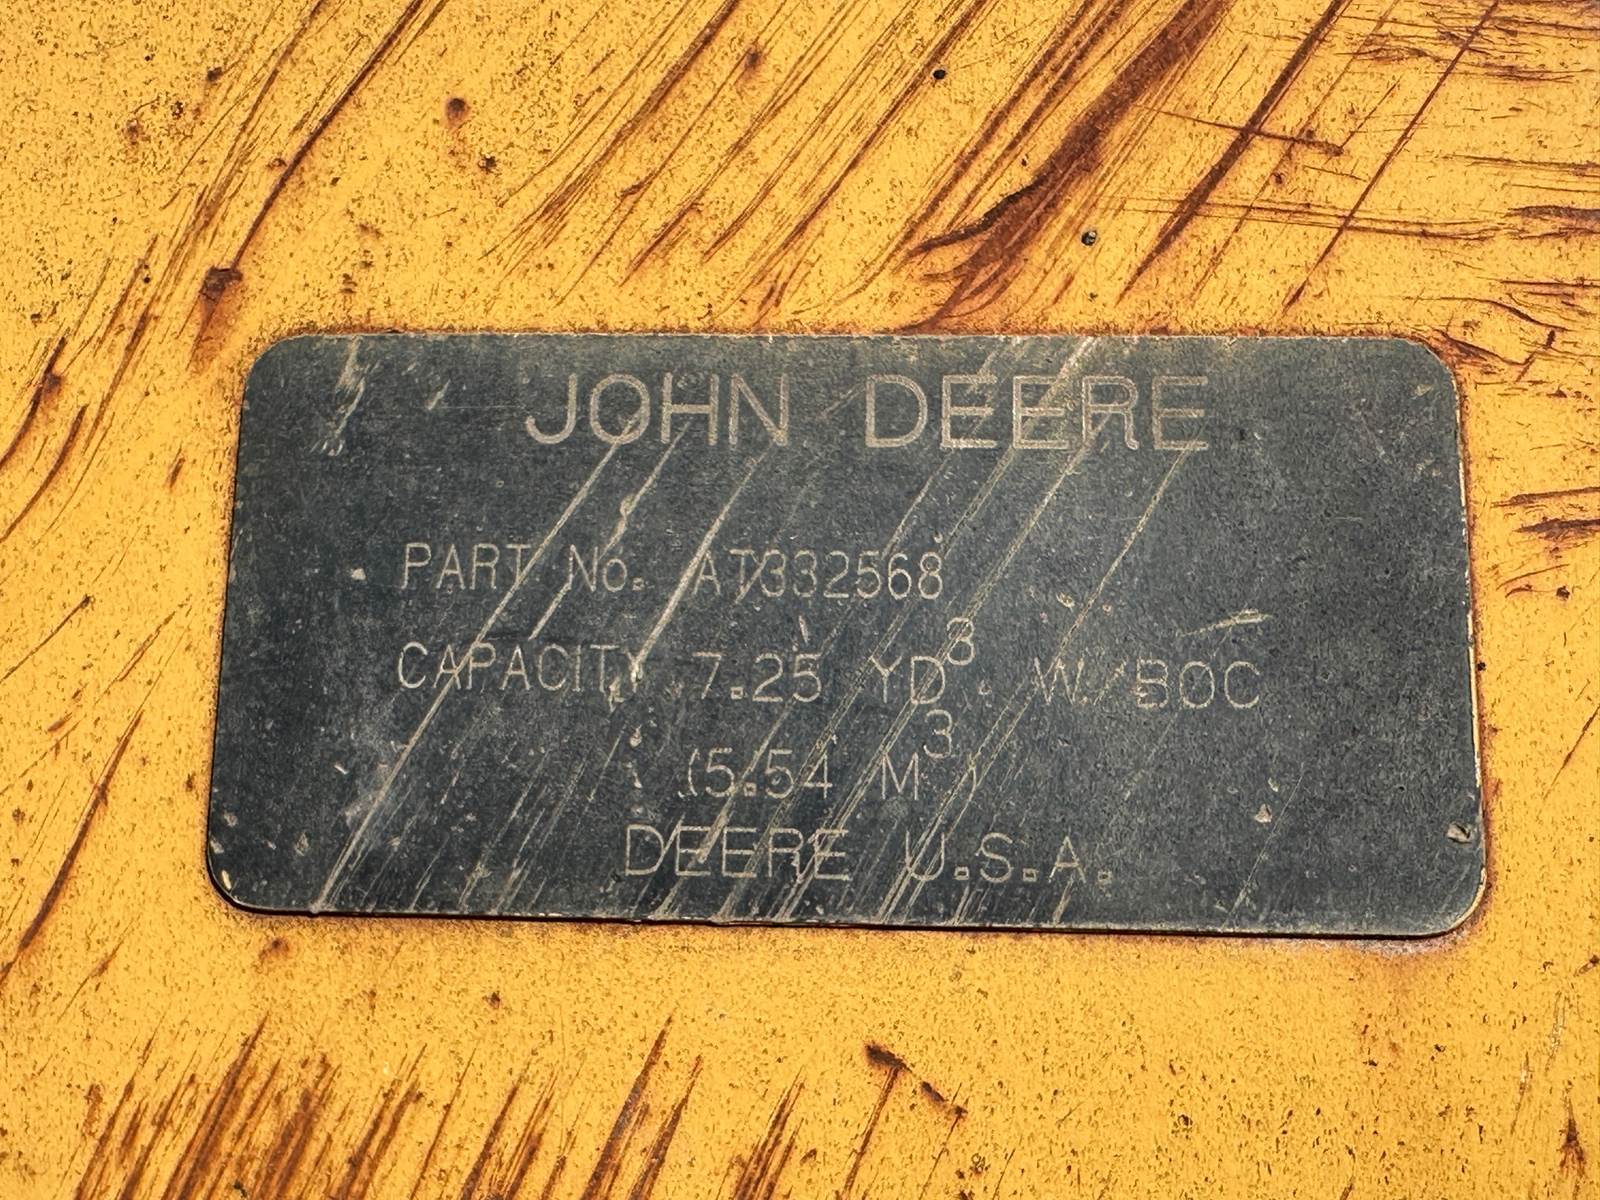 JOHN DEERE
PART No. AT332568
CAPACITY 7.25 YD³ W/BOC
(5.54 M³)
DEERE U.S.A.